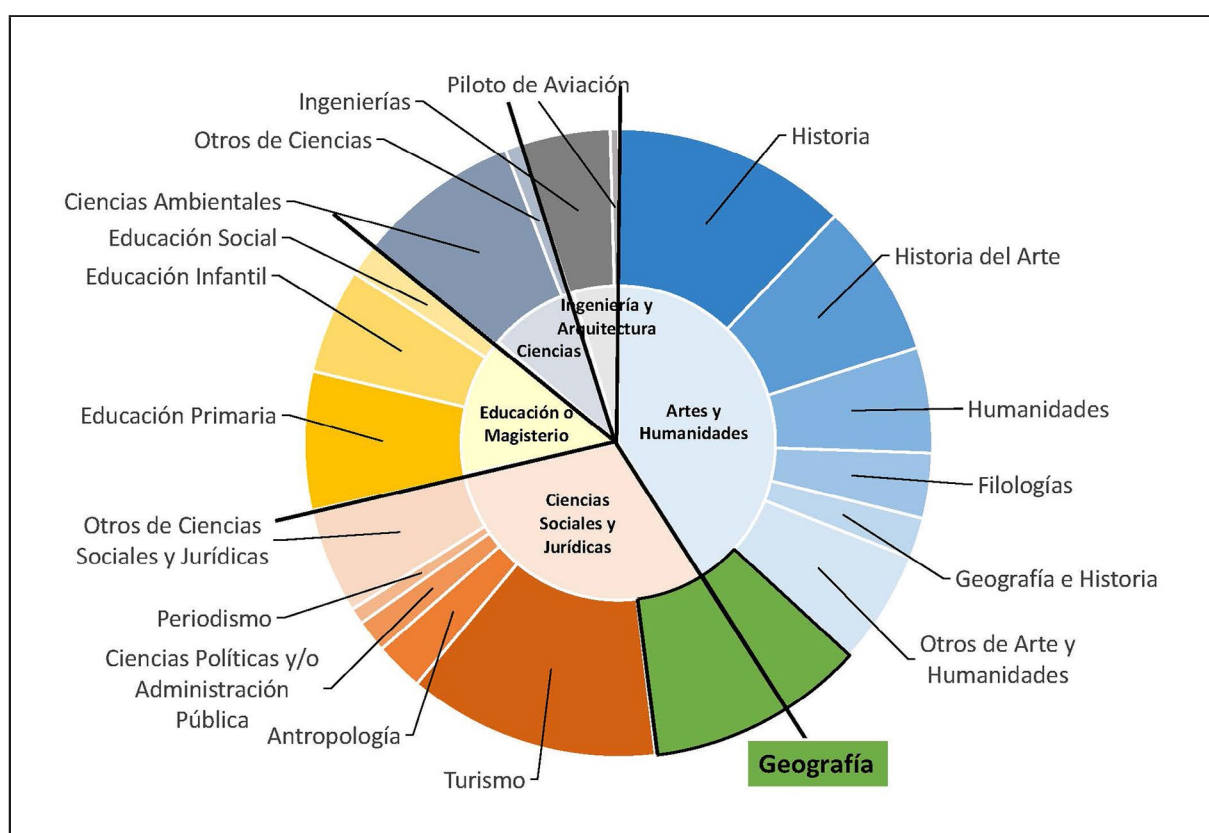 Piloto de Aviación
Ingenierías
Historia
Otros de Ciencias
Ciencias Ambientales
Educación Social
Historia del Arte
Educación Infantil
Ingeniería y
Arquitectura
Ciencias
Educación Primaria
Educación o
Magisterio
Artes y
Humanidades
Humanidades
Filologías
Ciencias
Sociales y
Jurídicas
Otros de Ciencias
Sociales y Jurídicas
Geografía e Historia
Periodismo
Otros de Arte y
Humanidades
Ciencias Políticas y/o
Administración
Pública
Antropología
Geografía
Turismo